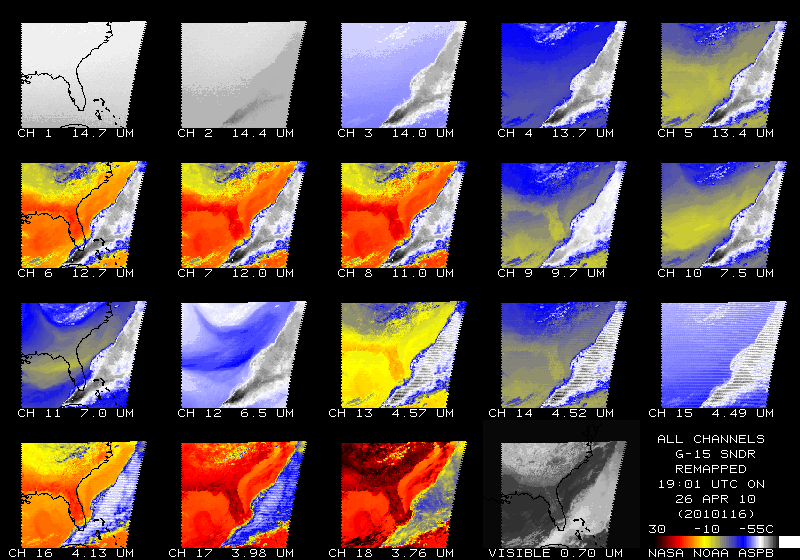 CH 1 14.7 UM
CH 2 14.4 UM
CH 3 14.0 UM
CH 4 13.7 UM
CH 5 13.4 UM
CH 6 12.7 UM
CH 7 12.0 UM
CH 8 11.0 UM
CH 9 9.7 UM
CH 10 7.5 UM
CH 11 7.0 UM
CH 12 6.5 UM
CH 13 4.57 UM
CH 14 4.52 UM
CH 15 4.49 UM
CH 16 4.13 UM
CH 17 3.98 UM
CH 18 3.76 UM
VISIBLE 0.70 UM
ALL CHANNELS
G-15 SNDR
REMAPPED
19:01 UTC ON
26 APR 10
(2010116)
30 -10 -55C
NASA NOAA ASPB